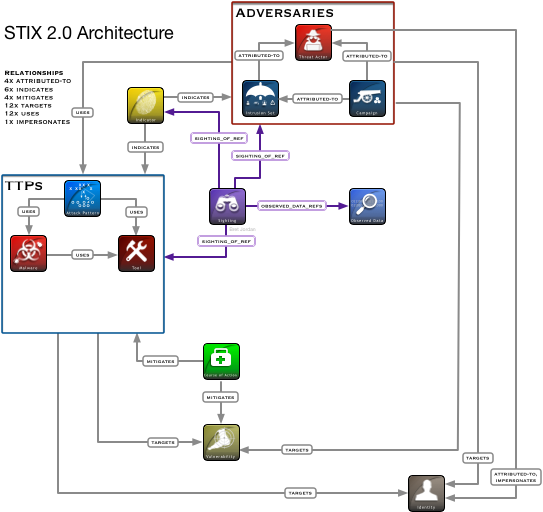 STIX 2.0 Architecture
ADVERSARIES
RELATIONSHIPS
4X ATTRIBUTED-TO
6X INDICATES
4X MITIGATES
12X TARGETS
12X USES
1X IMPERSONATES
Threat Actor
ATTRIBUTED-TO
ATTRIBUTED-TO
Intrusion Set
ATTRIBUTED-TO
Campaign
INDICATES
Indicator
USES
INDICATES
SIGHTING_OF_REF
SIGHTING_OF_REF
TTPs
Attack Pattern
USES
USES
Sighting
OBSERVED_DATA_REFS
Observed Data
SIGHTING_OF_REF
Malware
USES
Tool
MITIGATES
Course of Action
MITIGATES
TARGETS
Vulnerability
TARGETS
TARGETS
ATTRIBUTED-TO,
IMPERSONATES
TARGETS
Identity